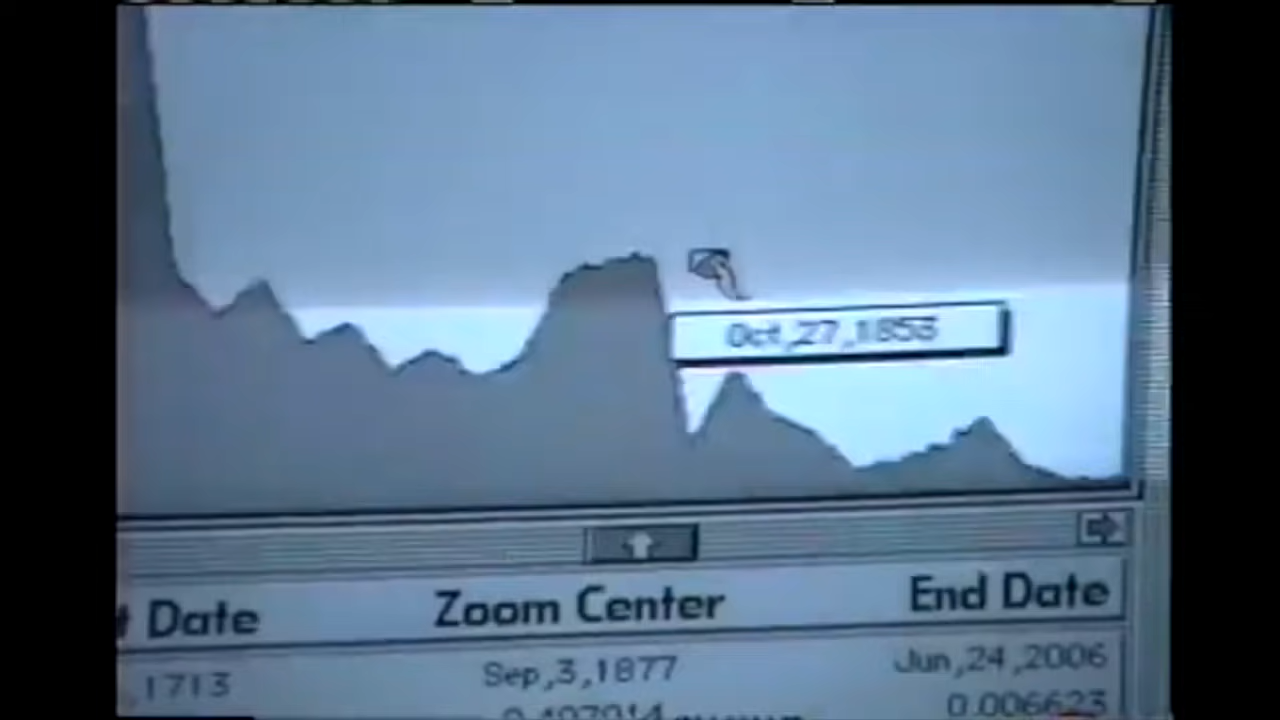 Oct,27,1853
t Date Zoom Center End Date
,1713 Sep,3,1877 Jun,24,2006
0.006623